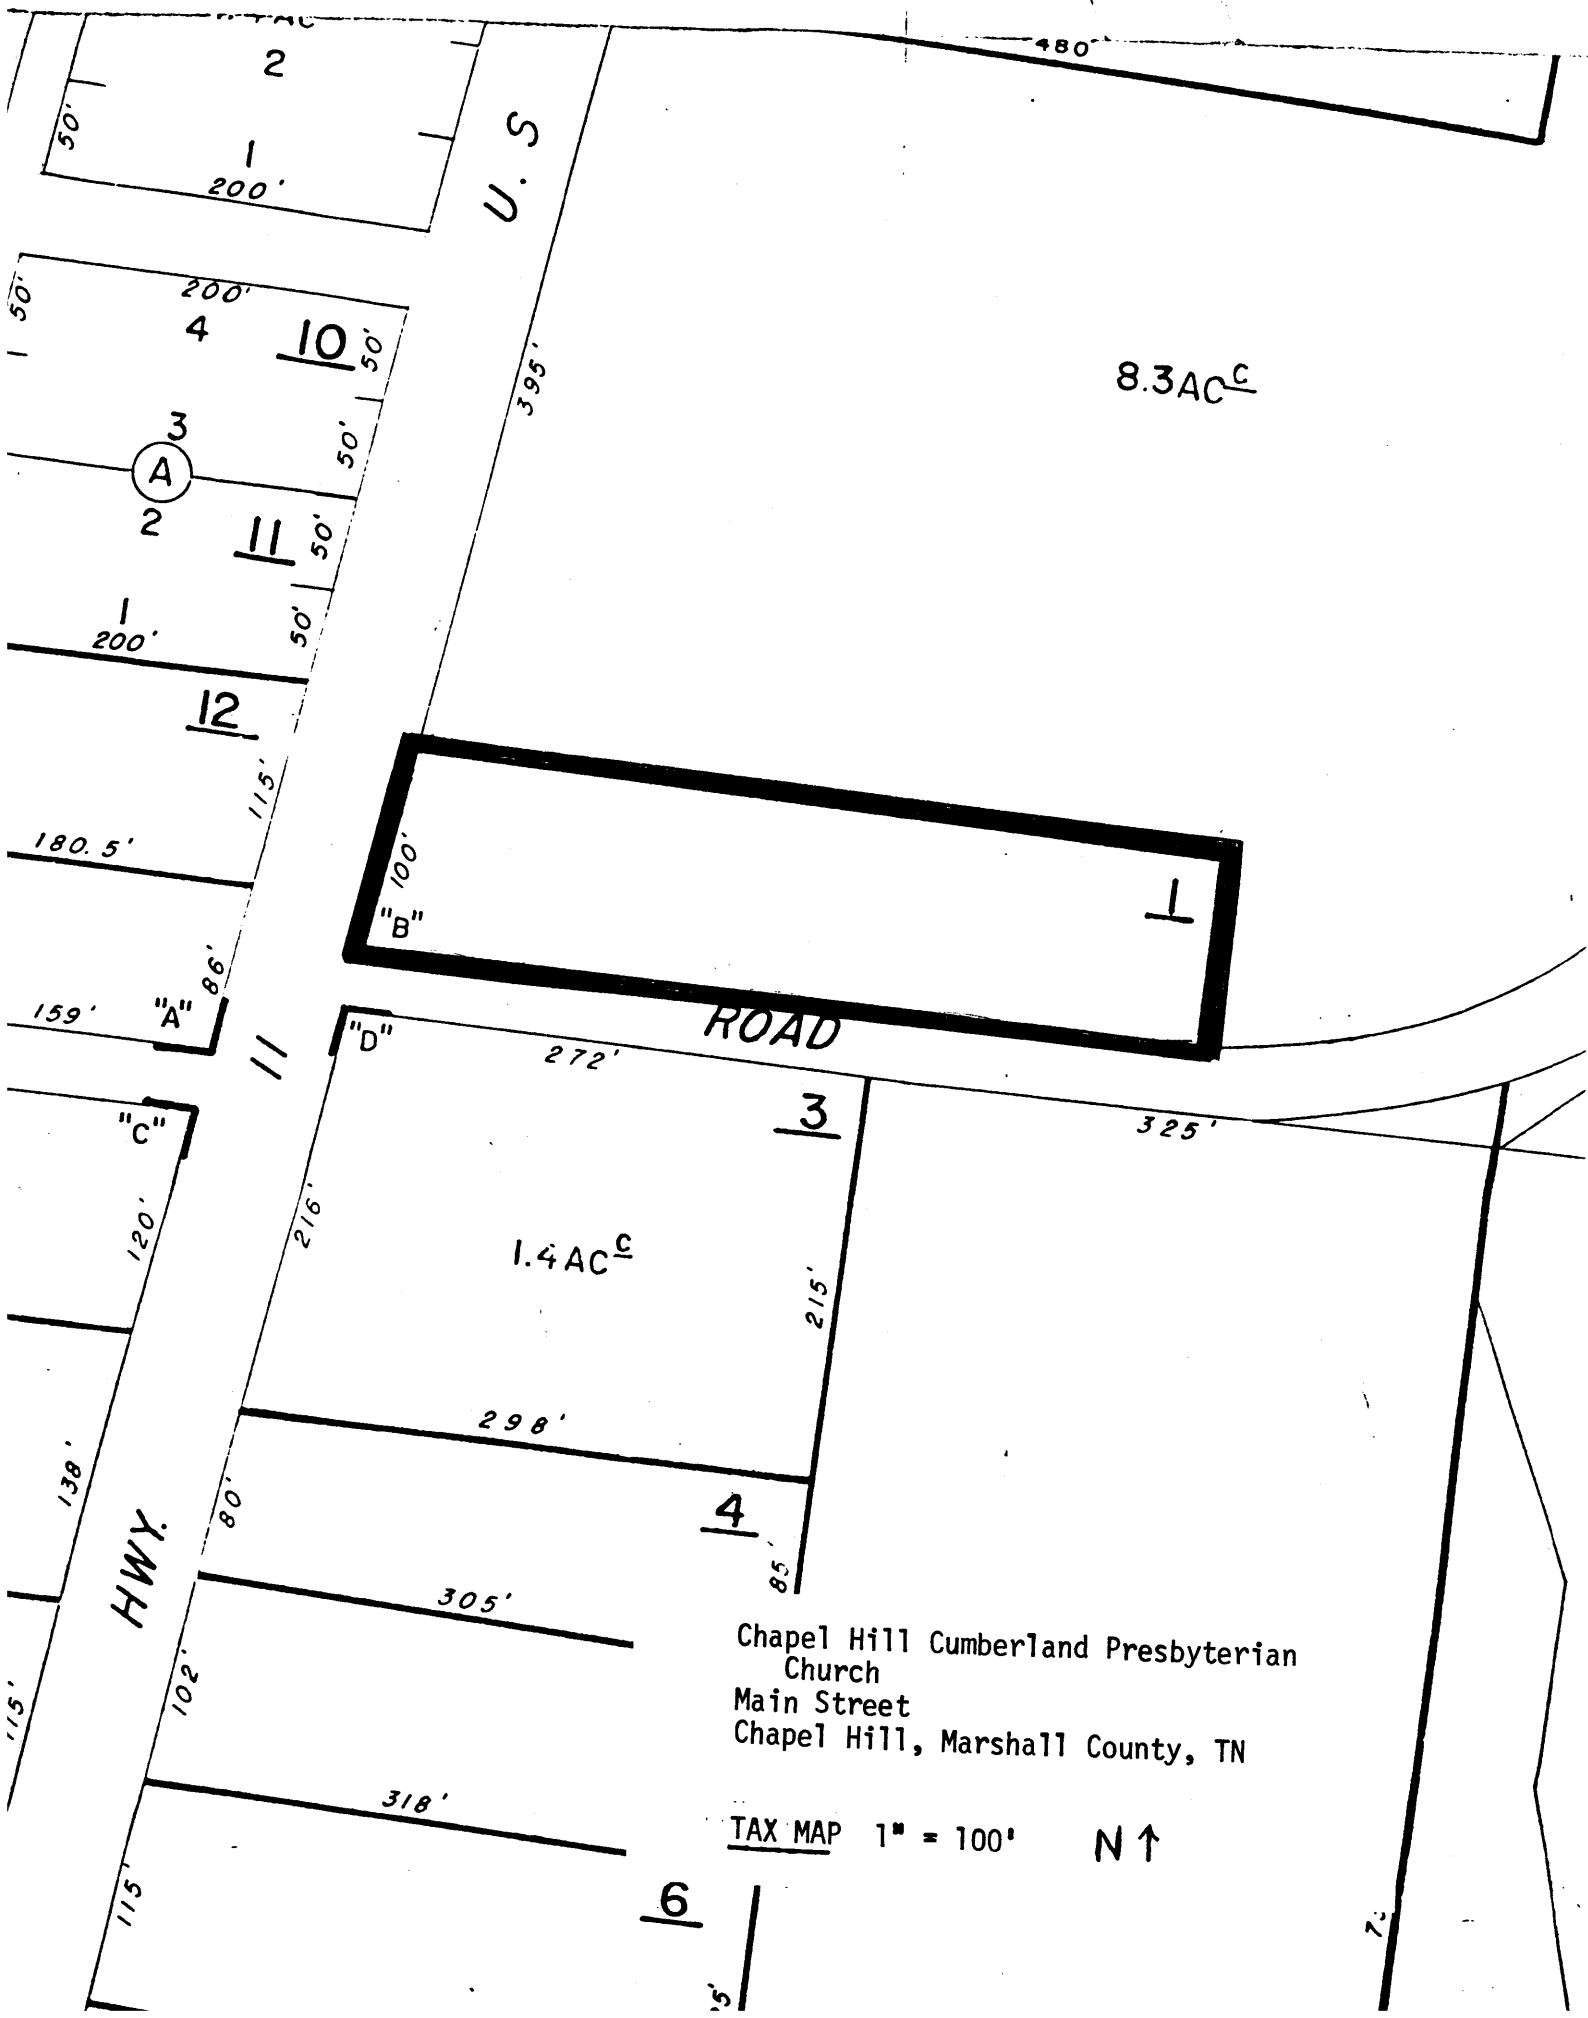 480'
2
50'
1
200'
U. S
50'
200'
4
10
50'
395'
8.3AC C
3
50'
A
2
11
50'
1
50'
200'
12
115'
180.5'
100'
1
"B"
86'
159'
"A"
"D"
ROAD
11
272'
"C"
3
325'
120'
216'
1.4 AC C
215'
298'
138'
80'
4
HWY.
85'
305'
Chapel Hill Cumberland Presbyterian
Church
Main Street
Chapel Hill, Marshall County, TN
102'
318'
TAX MAP 1" = 100' N ↑
115'
6